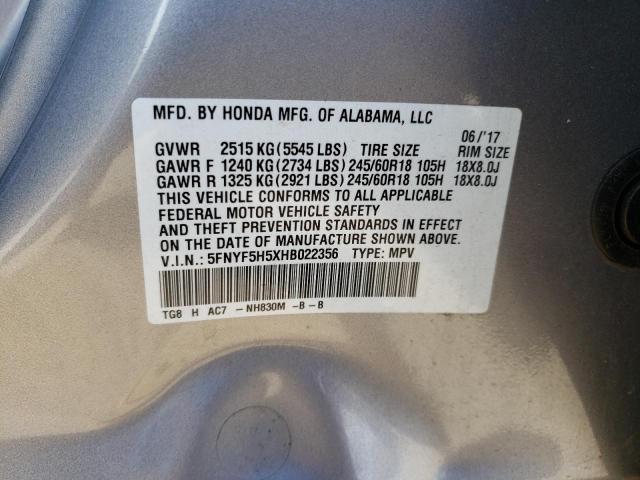 MFD. BY HONDA MFG. OF ALABAMA, LLC
06/'17
GVWR 2515 KG(5545 LBS) TIRE SIZE RIM SIZE
GAWR F 1240 KG(2734 LBS)245/60R18 105H 18X8.0J
GAWR R 1325 KG(2921 LBS)245/60R18 105H 18X8.0J
THIS VEHICLE CONFORMS TO ALL APPLICABLE
FEDERAL MOTOR VEHICLE SAFETY
AND THEFT PREVENTION STANDARDS IN EFFECT
ON THE DATE OF MANUFACTURE SHOWN ABOVE.
V.I.N.: 5FNYF5H5XHB022356 TYPE: MPV
TG8 H AC7 -NH830M -B-B